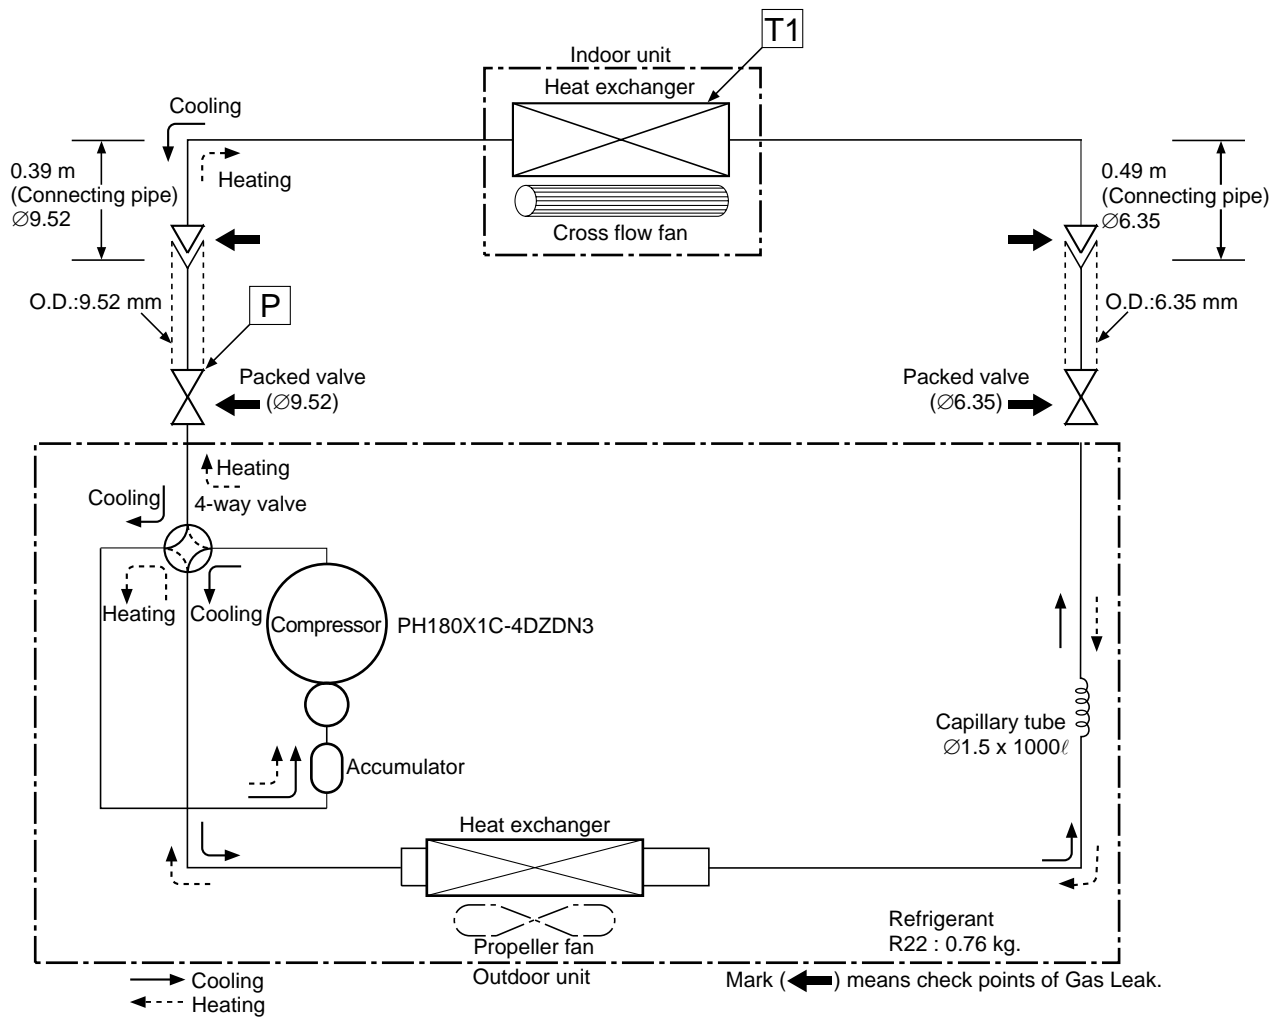 T1
Indoor unit
Heat exchanger
Cooling
0.39 m
(Connecting pipe)
∅9.52
Heating
0.49 m
(Connecting pipe)
∅6.35
Cross flow fan
O.D.:9.52 mm
P
O.D.:6.35 mm
Packed valve
(∅9.52)
Packed valve
(∅6.35)
Heating
Cooling
4-way valve
Heating
Cooling
Compressor
PH180X1C-4DZDN3
Capillary tube
∅1.5 x 1000ℓ
Accumulator
Heat exchanger
Propeller fan
Refrigerant
R22 : 0.76 kg.
Outdoor unit
Cooling
Heating
Mark ( ) means check points of Gas Leak.